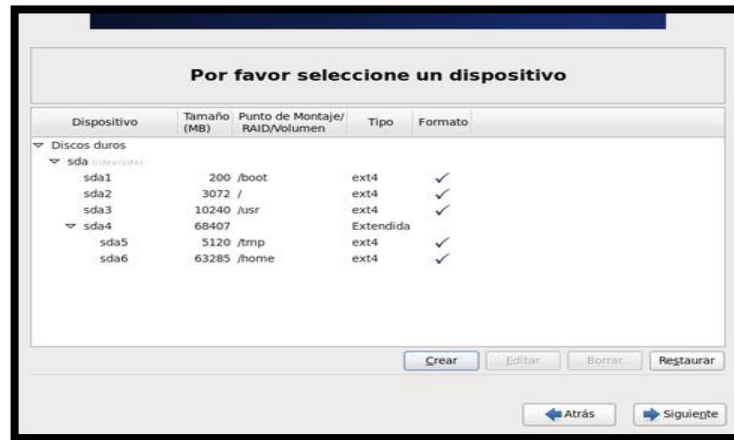 Por favor seleccione un dispositivo
Dispositivo Tamaño (MB) Punto de Montaje/ RAID/Volumen Tipo Formato
Discos duros
sda (/dev/sda)
sda1 200 /boot ext4
sda2 3072 / ext4
sda3 10240 /usr ext4
sda4 68407 Extendida
sda5 5120 /tmp ext4
sda6 63285 /home ext4
Crear Editar Borrar Restaurar
Atrás Siguiente